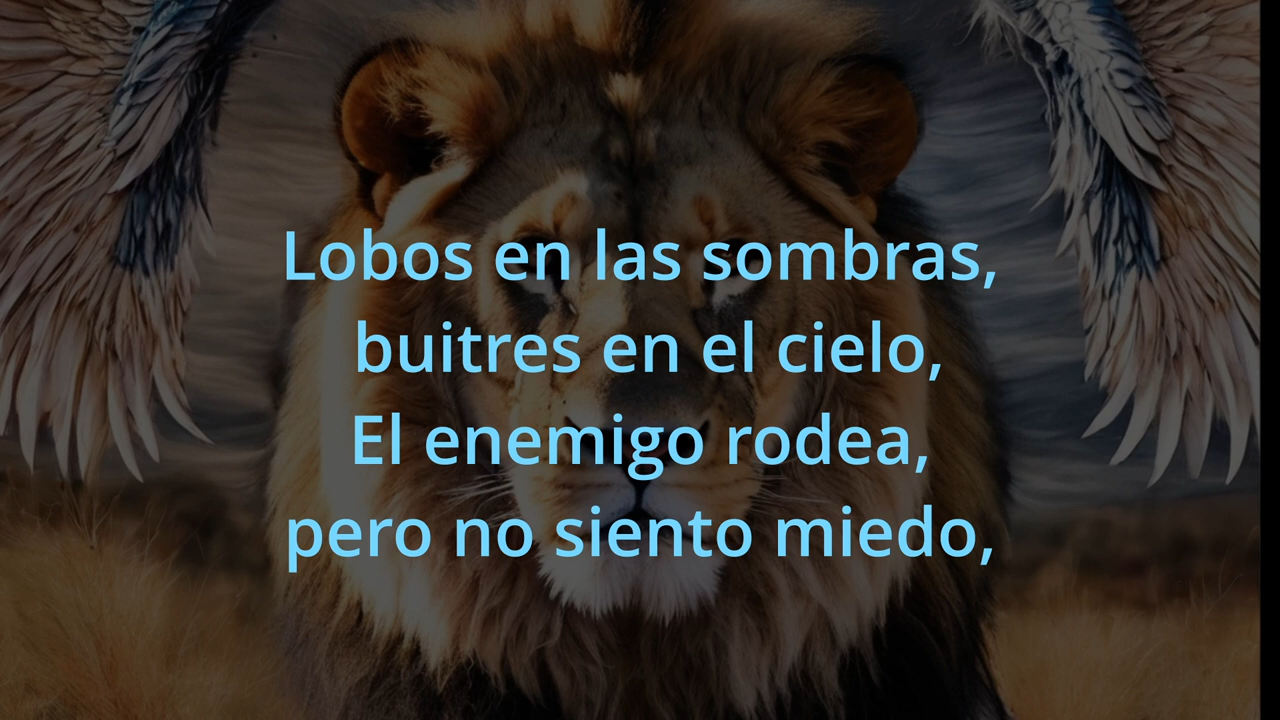 Lobos en las sombras,
buitres en el cielo,
El enemigo rodea,
pero no siento miedo,